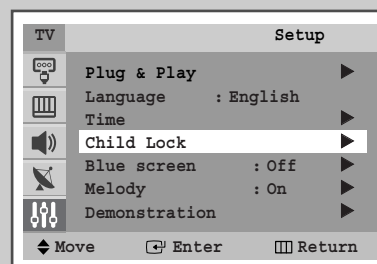 TV Setup
Plug & Play
Language : English
Time
Child Lock
Blue screen : Off
Melody : On
Demonstration
Move Enter Return